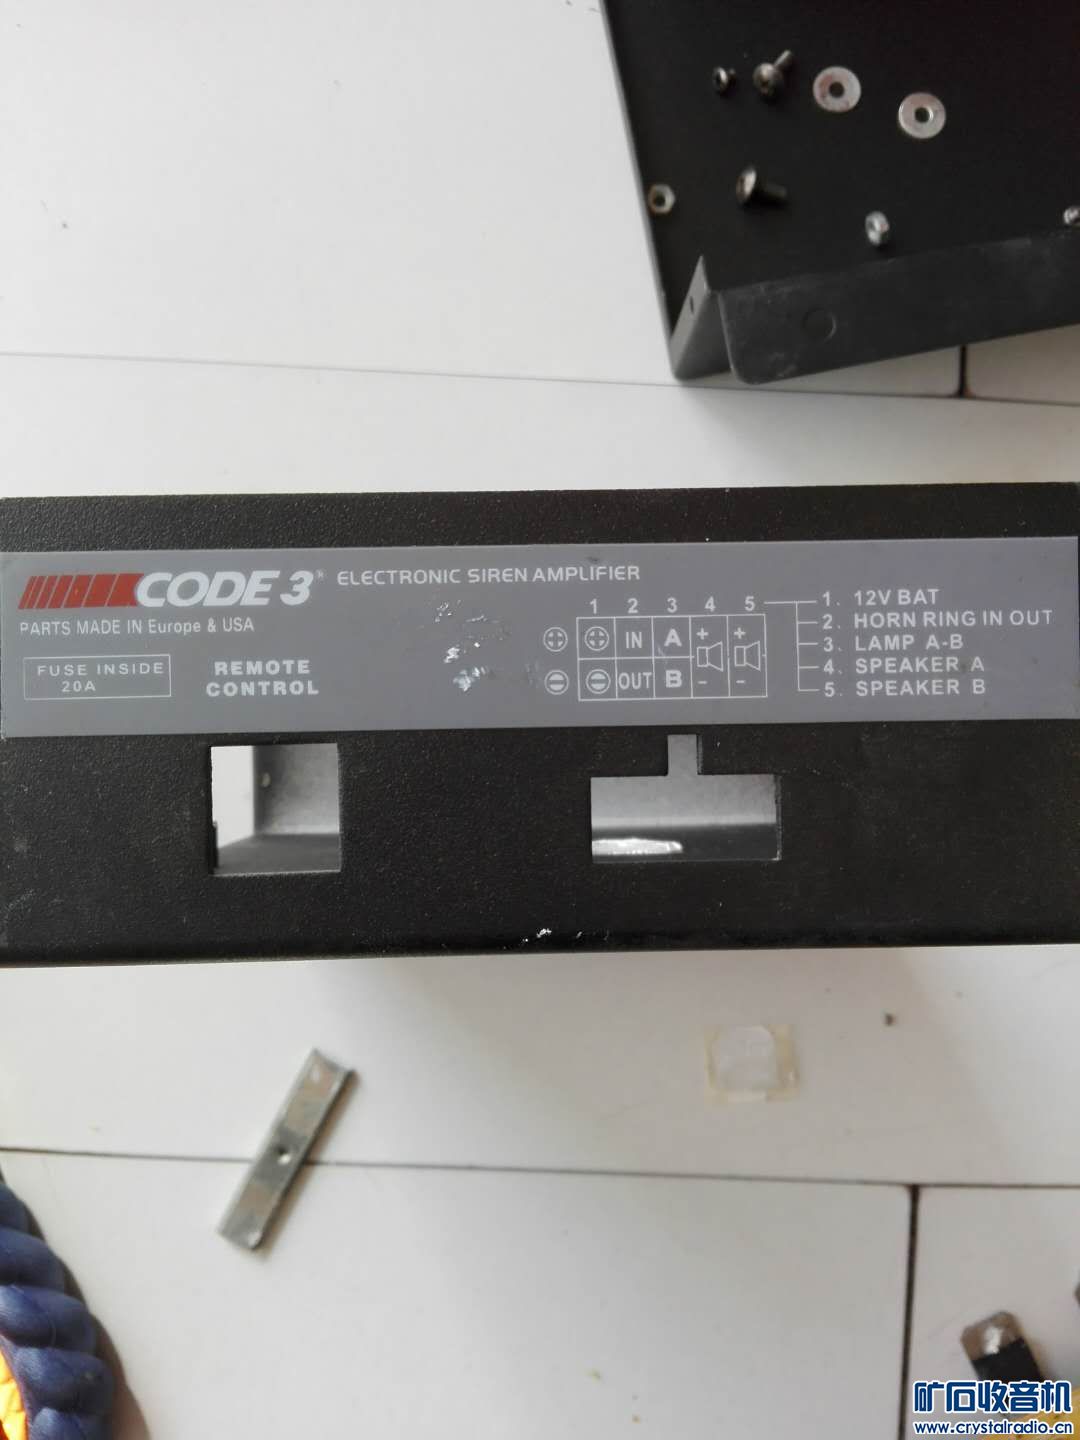 CODE 3® ELECTRONIC SIREN AMPLIFIER
PARTS MADE IN Europe & USA
FUSE INSIDE
20A
REMOTE
CONTROL
1 2 3 4 5
+ + IN A + +
- - OUT B - -
1. 12V BAT
2. HORN RING IN OUT
3. LAMP A-B
4. SPEAKER A
5. SPEAKER B
矿石收音机
www.crystalradio.cn